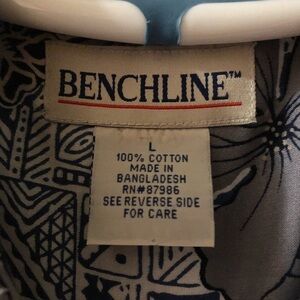 BENCHLINE™
L
100% COTTON
MADE IN
BANGLADESH
RN#87986
SEE REVERSE SIDE
FOR CARE